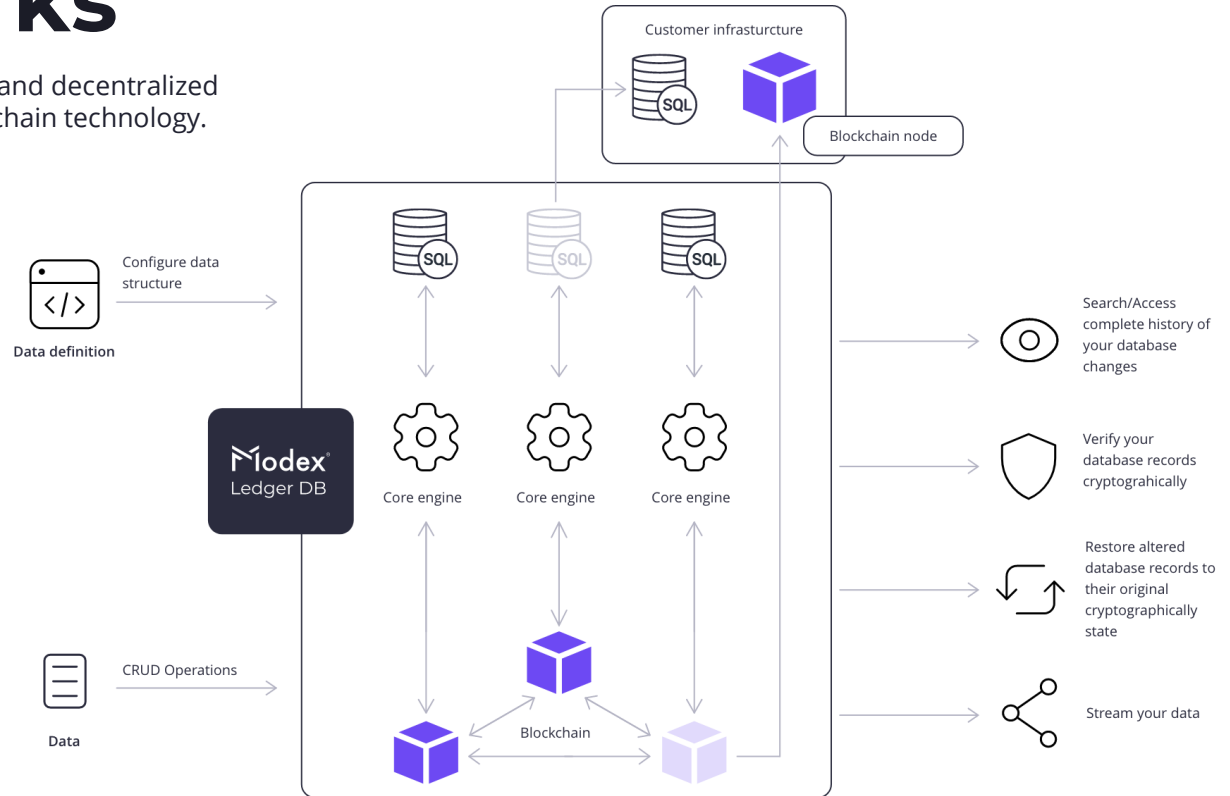 rks
and decentralized
chain technology.
Customer infrasturcture
SQL
Blockchain node
SQL
SQL
SQL
Configure data
structure
Data definition
Modex®
Ledger DB
Core engine
Core engine
Core engine
CRUD Operations
Data
Blockchain
Search/Access
complete history of
your database
changes
Verify your
database records
cryptograhically
Restore altered
database records to
their original
cryptographically
state
Stream your data